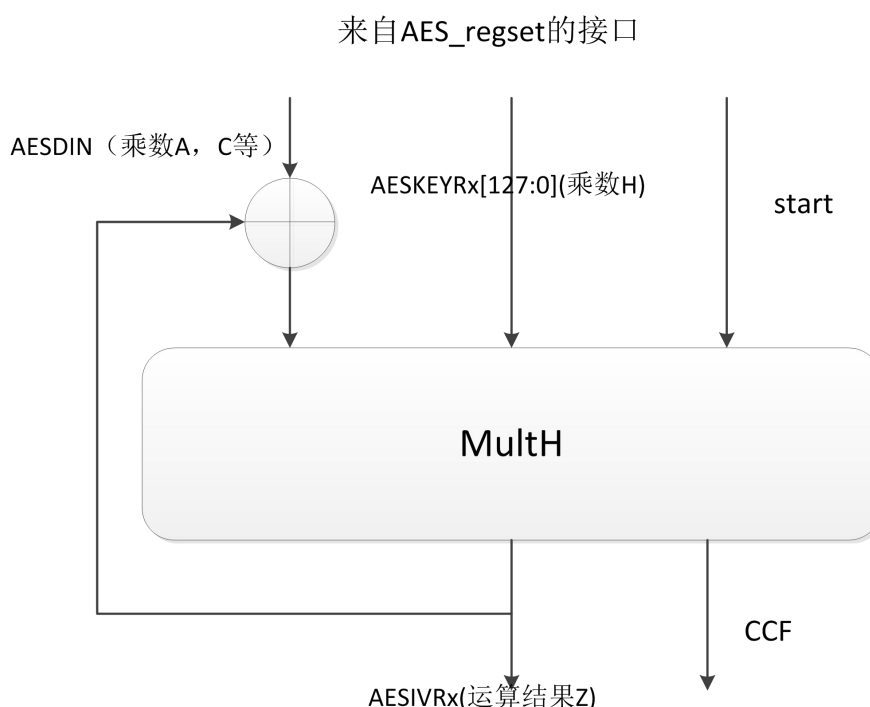 来自AES_regset的接口
AESDIN（乘数A，C等）
AESKEYRx[127:0](乘数H)
start
MultH
CCF
AESIVRx(运算结果Z)